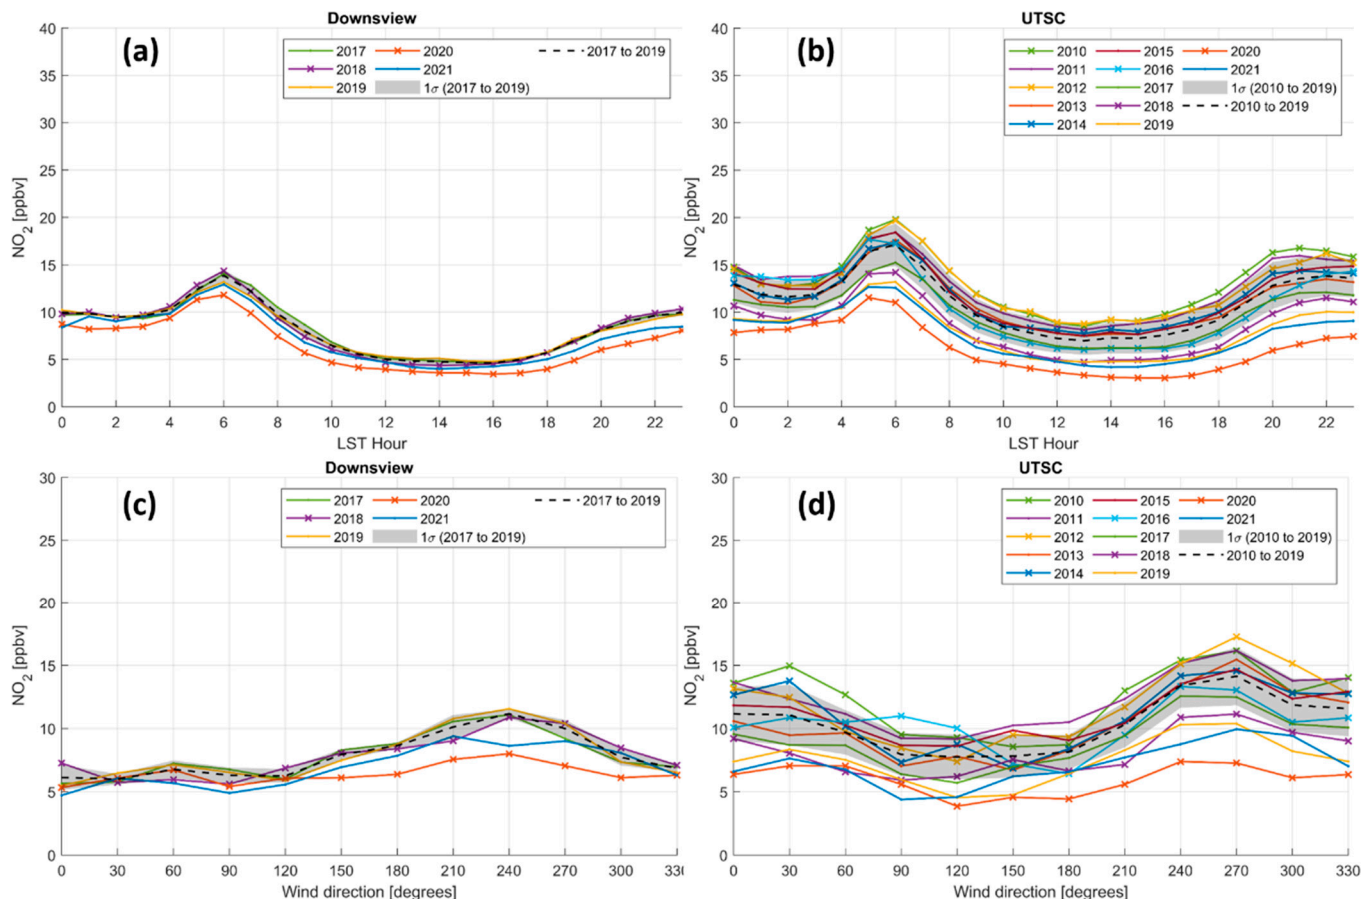 Downsview
(a)
2017 2020 2017 to 2019
2018 2021
2019 1σ (2017 to 2019)
40
35
30
25
20
15
10
5
0
NO2 [ppbv]
0 2 4 6 8 10 12 14 16 18 20 22
LST Hour
UTSC
(b)
2010 2015 2020
2011 2016 2021
2012 2017 1σ (2010 to 2019)
2013 2018 2010 to 2019
2014 2019
40
35
30
25
20
15
10
5
0
NO2 [ppbv]
0 2 4 6 8 10 12 14 16 18 20 22
LST Hour
Downsview
(c)
2017 2020 2017 to 2019
2018 2021
2019 1σ (2017 to 2019)
30
25
20
15
10
5
0
NO2 [ppbv]
0 30 60 90 120 150 180 210 240 270 300 330
Wind direction [degrees]
UTSC
(d)
2010 2015 2020
2011 2016 2021
2012 2017 1σ (2010 to 2019)
2013 2018 2010 to 2019
2014 2019
30
25
20
15
10
5
0
NO2 [ppbv]
0 30 60 90 120 150 180 210 240 270 300 330
Wind direction [degrees]